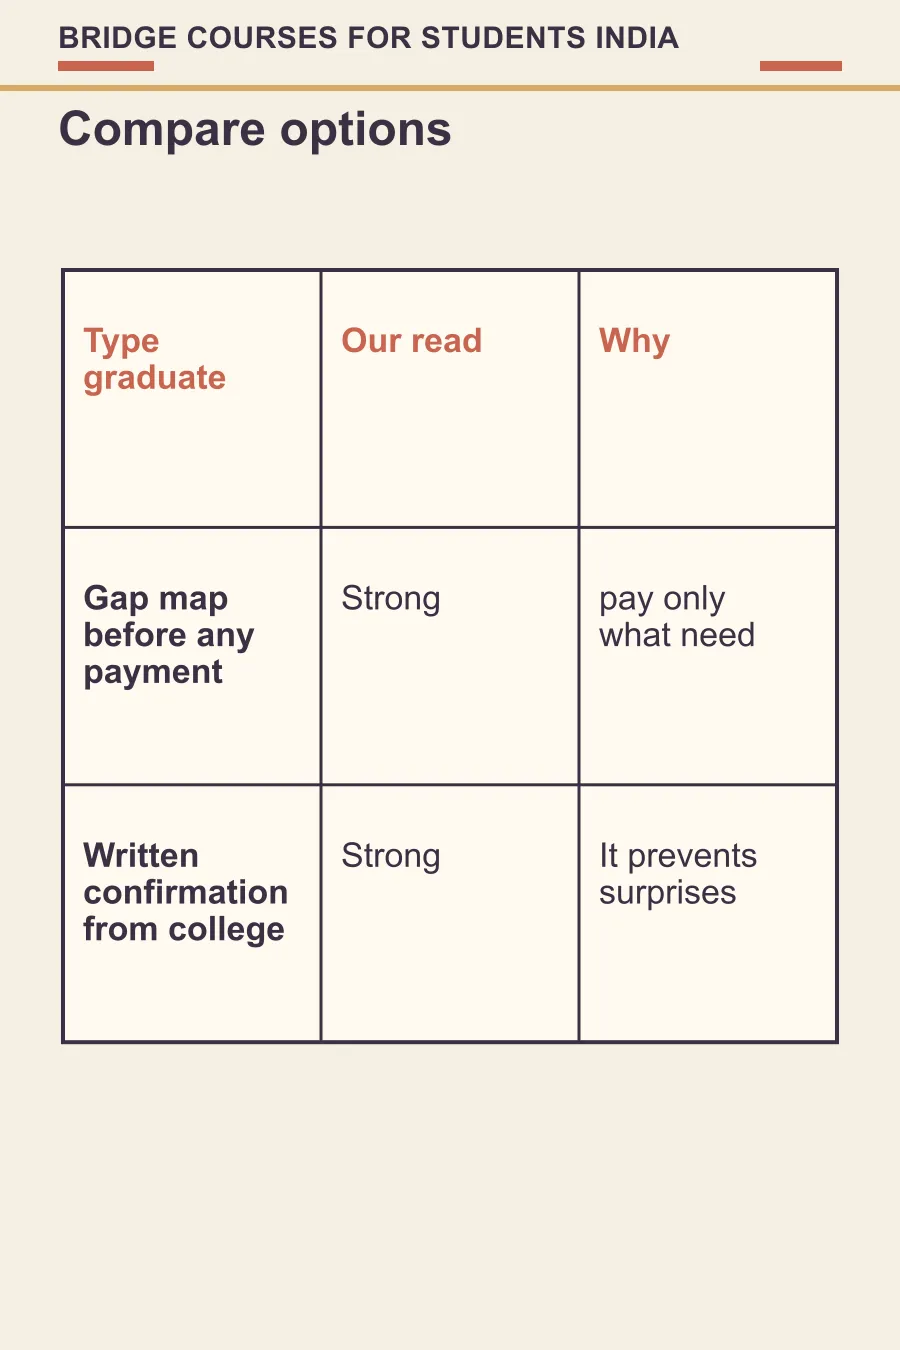 BRIDGE COURSES FOR STUDENTS INDIA
Compare options
Type
graduate
Our read
Why
Gap map
before any
payment
Strong
pay only
what need
Written
confirmation
from college
Strong
It prevents
surprises